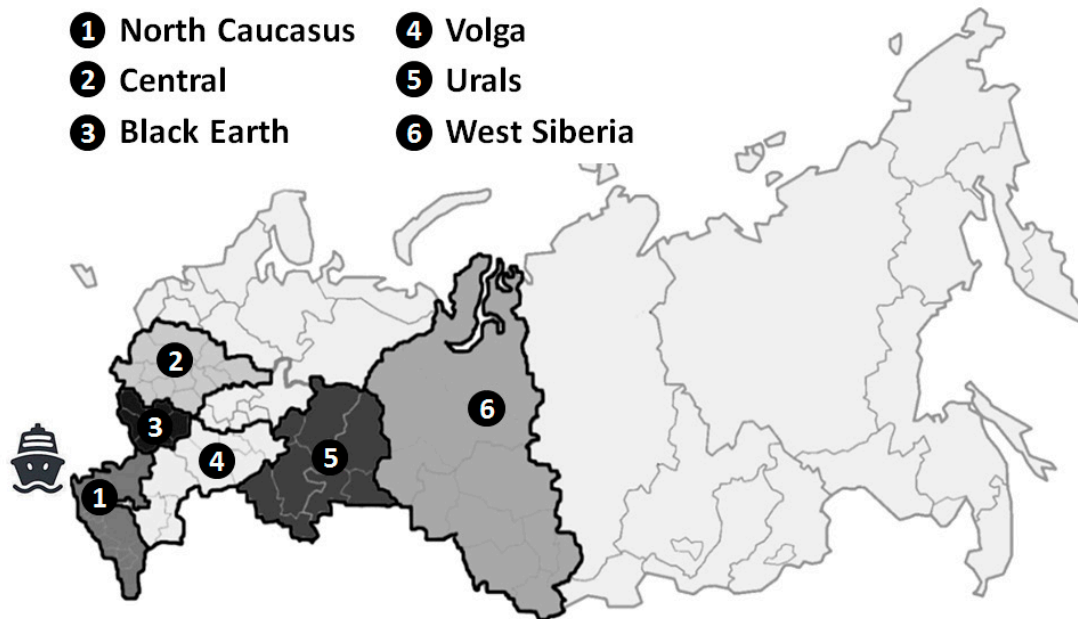 1 North Caucasus
2 Central
3 Black Earth
4 Volga
5 Urals
6 West Siberia
2
6
3
4
5
1